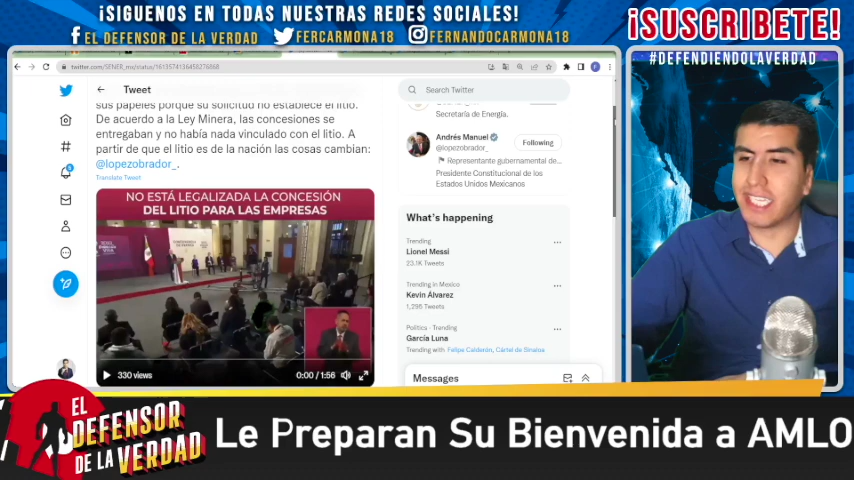 ¡SIGUENOS EN TODAS NUESTRAS REDES SOCIALES!
EL DEFENSOR DE LA VERDAD
FERCARMONA18
FERNANDOCARMONA18
¡SUSCRIBETE!
#DEFENDIENDOLAVERDAD
twitter.com/SENER_mx/status/1613574136458276868
Tweet
Search Twitter
sus papeles porque su solicitud no establece el litio.
De acuerdo a la Ley Minera, las concesiones se
entregaban y no había nada vinculado con el litio. A
partir de que el litio es de la nación las cosas cambian:
@lopezobrador_.
Translate Tweet
NO ESTÁ LEGALIZADA LA CONCESIÓN
DEL LITIO PARA LAS EMPRESAS
330 views
0:00 / 1:56
Secretaría de Energía.
Andrés Manuel
@lopezobrador_
Following
Representante gubernamental de...
Presidente Constitucional de los
Estados Unidos Mexicanos
What's happening
Trending
Lionel Messi
23.1K Tweets
Trending in Mexico
Kevin Álvarez
1,295 Tweets
Politics · Trending
García Luna
Trending with Felipe Calderón, Cártel de Sinaloa
Messages
EL
DEFENSOR
DE LA VERDAD
Le Preparan Su Bienvenida a AMLO